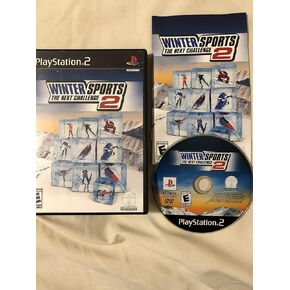 PlayStation.2
WINTER SPORTS 2
THE NEXT CHALLENGE
WINTER SPORTS 2
THE NEXT CHALLENGE
E
WINTER SPORTS 2
THE NEXT CHALLENGE
E
PlayStation.2